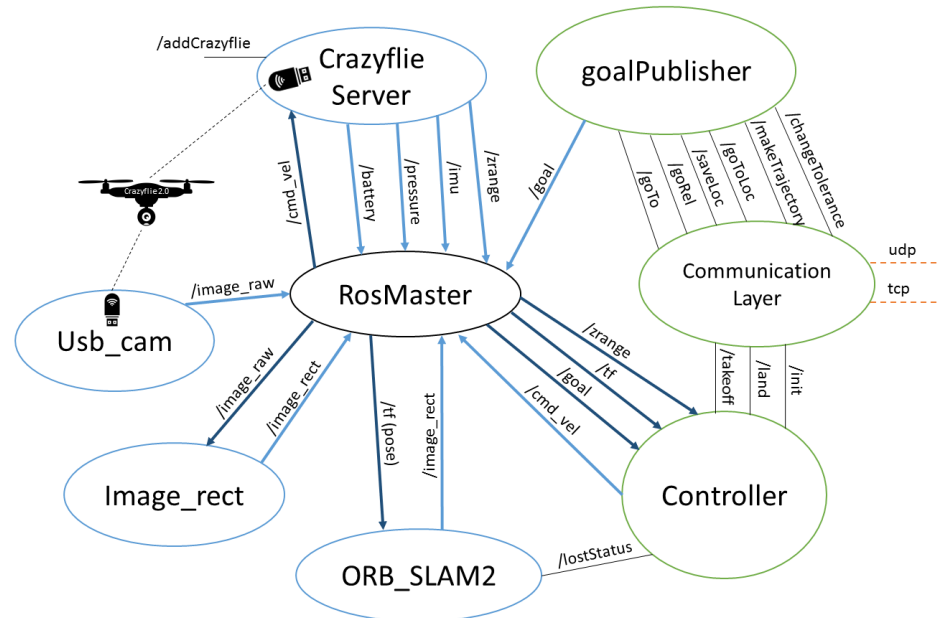 /addCrazyflie
Crazyflie
Server
goalPublisher
/cmd_vel
/battery
/pressure
/imu
/zrange
/goal
/goTo
/goRel
/saveLoc
/goToLoc
/makeTrajectory
/changeTolerance
Crazyflie 2.0
Communication
Layer
udp
tcp
/image_raw
RosMaster
Usb_cam
/image_raw
/image_rect
/tf (pose)
/image_rect
/cmd_vel
/goal
/tf
/zrange
/takeoff
/land
/init
Image_rect
Controller
/lostStatus
ORB_SLAM2